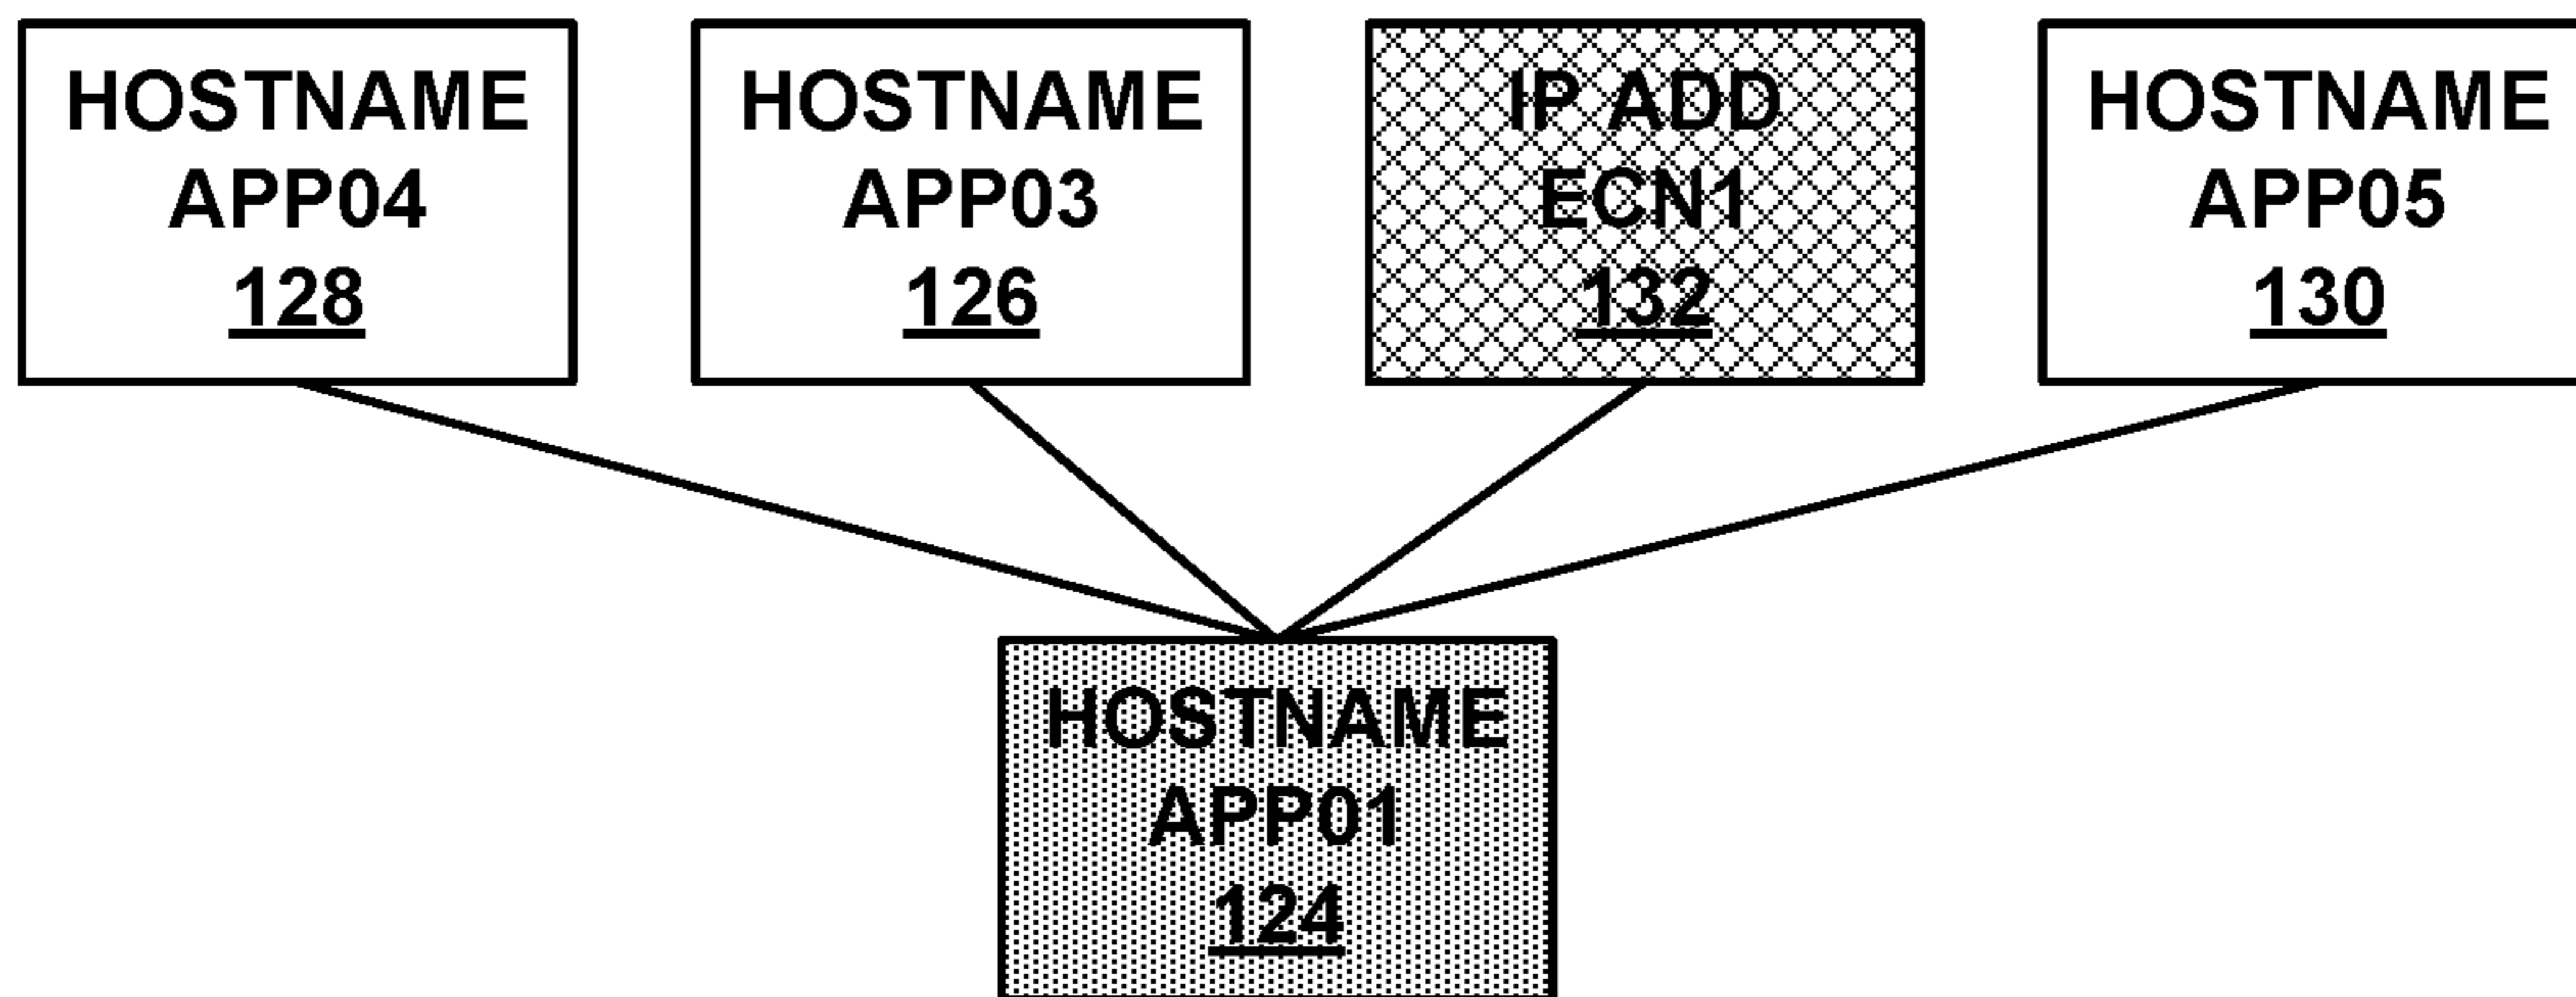 HOSTNAME
APP04
128
HOSTNAME
APP03
126
IP ADD
ECN1
132
HOSTNAME
APP05
130
HOSTNAME
APP01
124